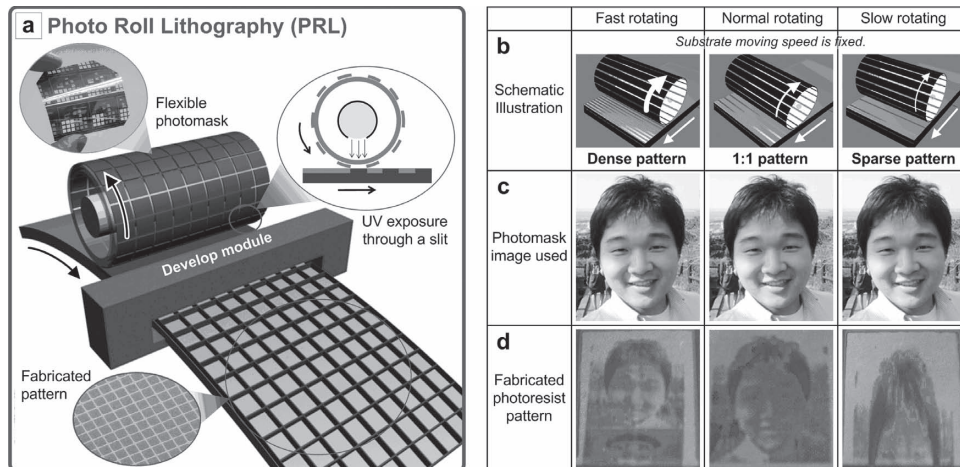 a Photo Roll Lithography (PRL)
Flexible
photomask
UV exposure
through a slit
Develop module
Fabricated
pattern
Fast rotating
Normal rotating
Slow rotating
b
Substrate moving speed is fixed.
Schematic
Illustration
Dense pattern
1:1 pattern
Sparse pattern
c
Photomask
image used
d
Fabricated
photoresist
pattern